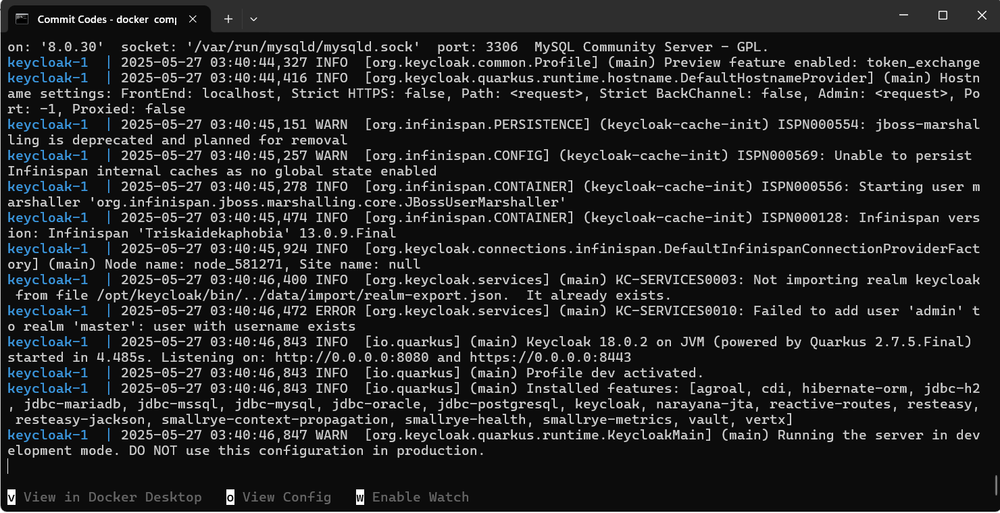 Commit Codes - docker comp
on: '8.0.30'  socket: '/var/run/mysqld/mysqld.sock'  port: 3306  MySQL Community Server - GPL.
keycloak-1  | 2025-05-27 03:40:44,327 INFO  [org.keycloak.common.Profile] (main) Preview feature enabled: token_exchange
keycloak-1  | 2025-05-27 03:40:44,416 INFO  [org.keycloak.quarkus.runtime.hostname.DefaultHostnameProvider] (main) Hostn
ame settings: FrontEnd: localhost, Strict HTTPS: false, Path: <request>, Strict BackChannel: false, Admin: <request>, Po
rt: -1, Proxied: false
keycloak-1  | 2025-05-27 03:40:45,151 WARN  [org.infinispan.PERSISTENCE] (keycloak-cache-init) ISPN000554: jboss-marshal
ling is deprecated and planned for removal
keycloak-1  | 2025-05-27 03:40:45,257 WARN  [org.infinispan.CONFIG] (keycloak-cache-init) ISPN000569: Unable to persist
Infinispan internal caches as no global state enabled
keycloak-1  | 2025-05-27 03:40:45,278 INFO  [org.infinispan.CONTAINER] (keycloak-cache-init) ISPN000556: Starting user m
arshaller 'org.infinispan.jboss.marshalling.core.JBossUserMarshaller'
keycloak-1  | 2025-05-27 03:40:45,474 INFO  [org.infinispan.CONTAINER] (keycloak-cache-init) ISPN000128: Infinispan vers
ion: Infinispan 'Triskaidekaphobia' 13.0.9.Final
keycloak-1  | 2025-05-27 03:40:45,924 INFO  [org.keycloak.connections.infinispan.DefaultInfinispanConnectionProviderFact
ory] (main) Node name: node_581271, Site name: null
keycloak-1  | 2025-05-27 03:40:46,400 INFO  [org.keycloak.services] (main) KC-SERVICES0003: Not importing realm keycloak
 from file /opt/keycloak/bin/../data/import/realm-export.json.  It already exists.
keycloak-1  | 2025-05-27 03:40:46,472 ERROR [org.keycloak.services] (main) KC-SERVICES0010: Failed to add user 'admin' t
o realm 'master': user with username exists
keycloak-1  | 2025-05-27 03:40:46,843 INFO  [io.quarkus] (main) Keycloak 18.0.2 on JVM (powered by Quarkus 2.7.5.Final)
started in 4.485s. Listening on: http://0.0.0.0:8080 and https://0.0.0.0:8443
keycloak-1  | 2025-05-27 03:40:46,843 INFO  [io.quarkus] (main) Profile dev activated.
keycloak-1  | 2025-05-27 03:40:46,843 INFO  [io.quarkus] (main) Installed features: [agroal, cdi, hibernate-orm, jdbc-h2
, jdbc-mariadb, jdbc-mssql, jdbc-mysql, jdbc-oracle, jdbc-postgresql, keycloak, narayana-jta, reactive-routes, resteasy,
 resteasy-jackson, smallrye-context-propagation, smallrye-health, smallrye-metrics, vault, vertx]
keycloak-1  | 2025-05-27 03:40:46,847 WARN  [org.keycloak.quarkus.runtime.KeycloakMain] (main) Running the server in dev
elopment mode. DO NOT use this configuration in production.
v View in Docker Desktop   o View Config   w Enable Watch